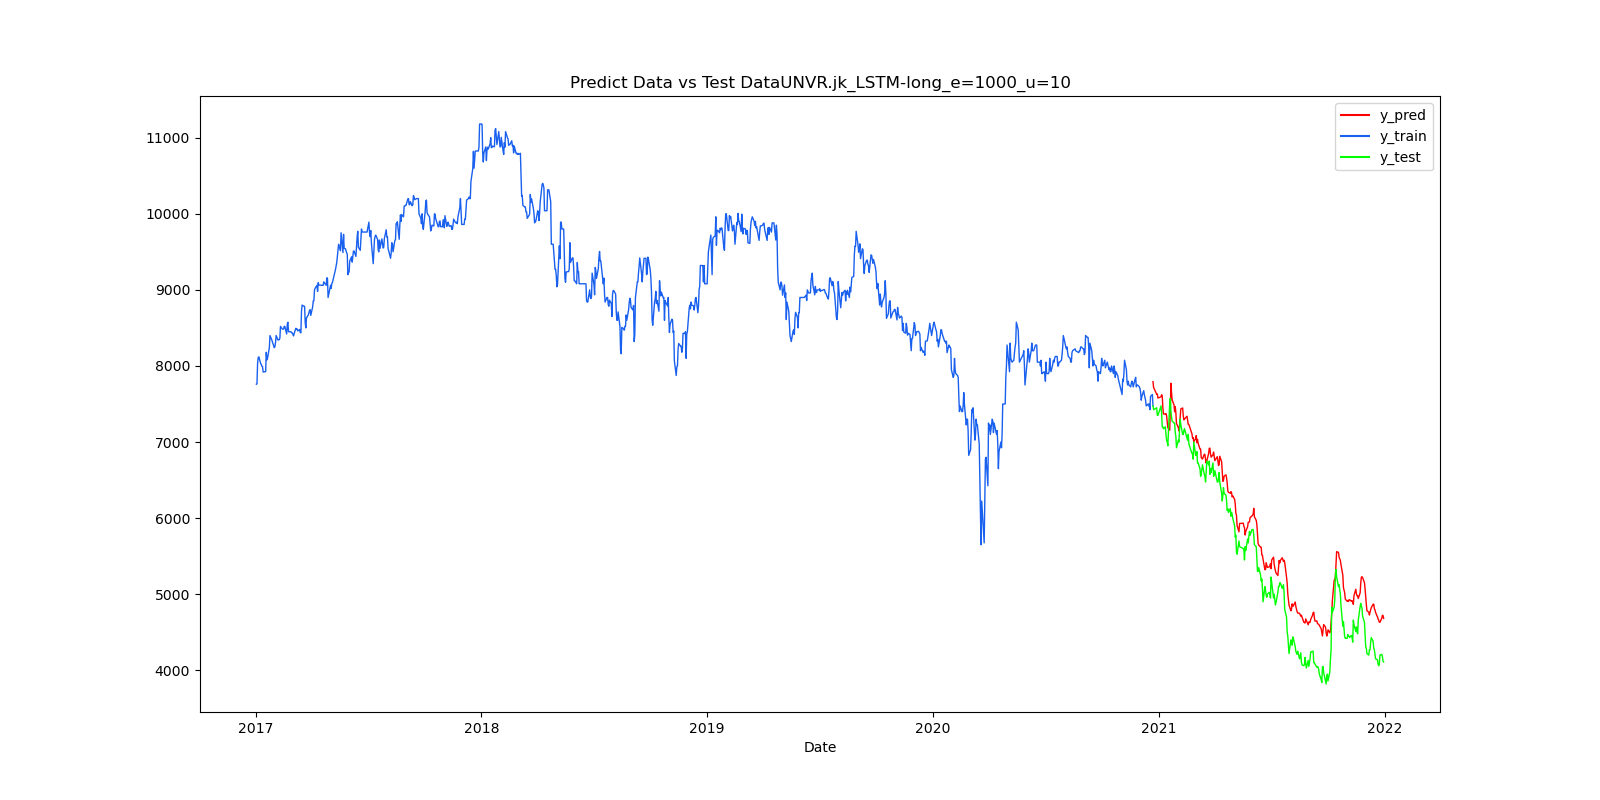 Predict Data vs Test DataUNVR.jk_LSTM-long_e=1000_u=10
y_pred
y_train
y_test
11000
10000
9000
8000
7000
6000
5000
4000
2017 2018 2019 2020 2021 2022
Date